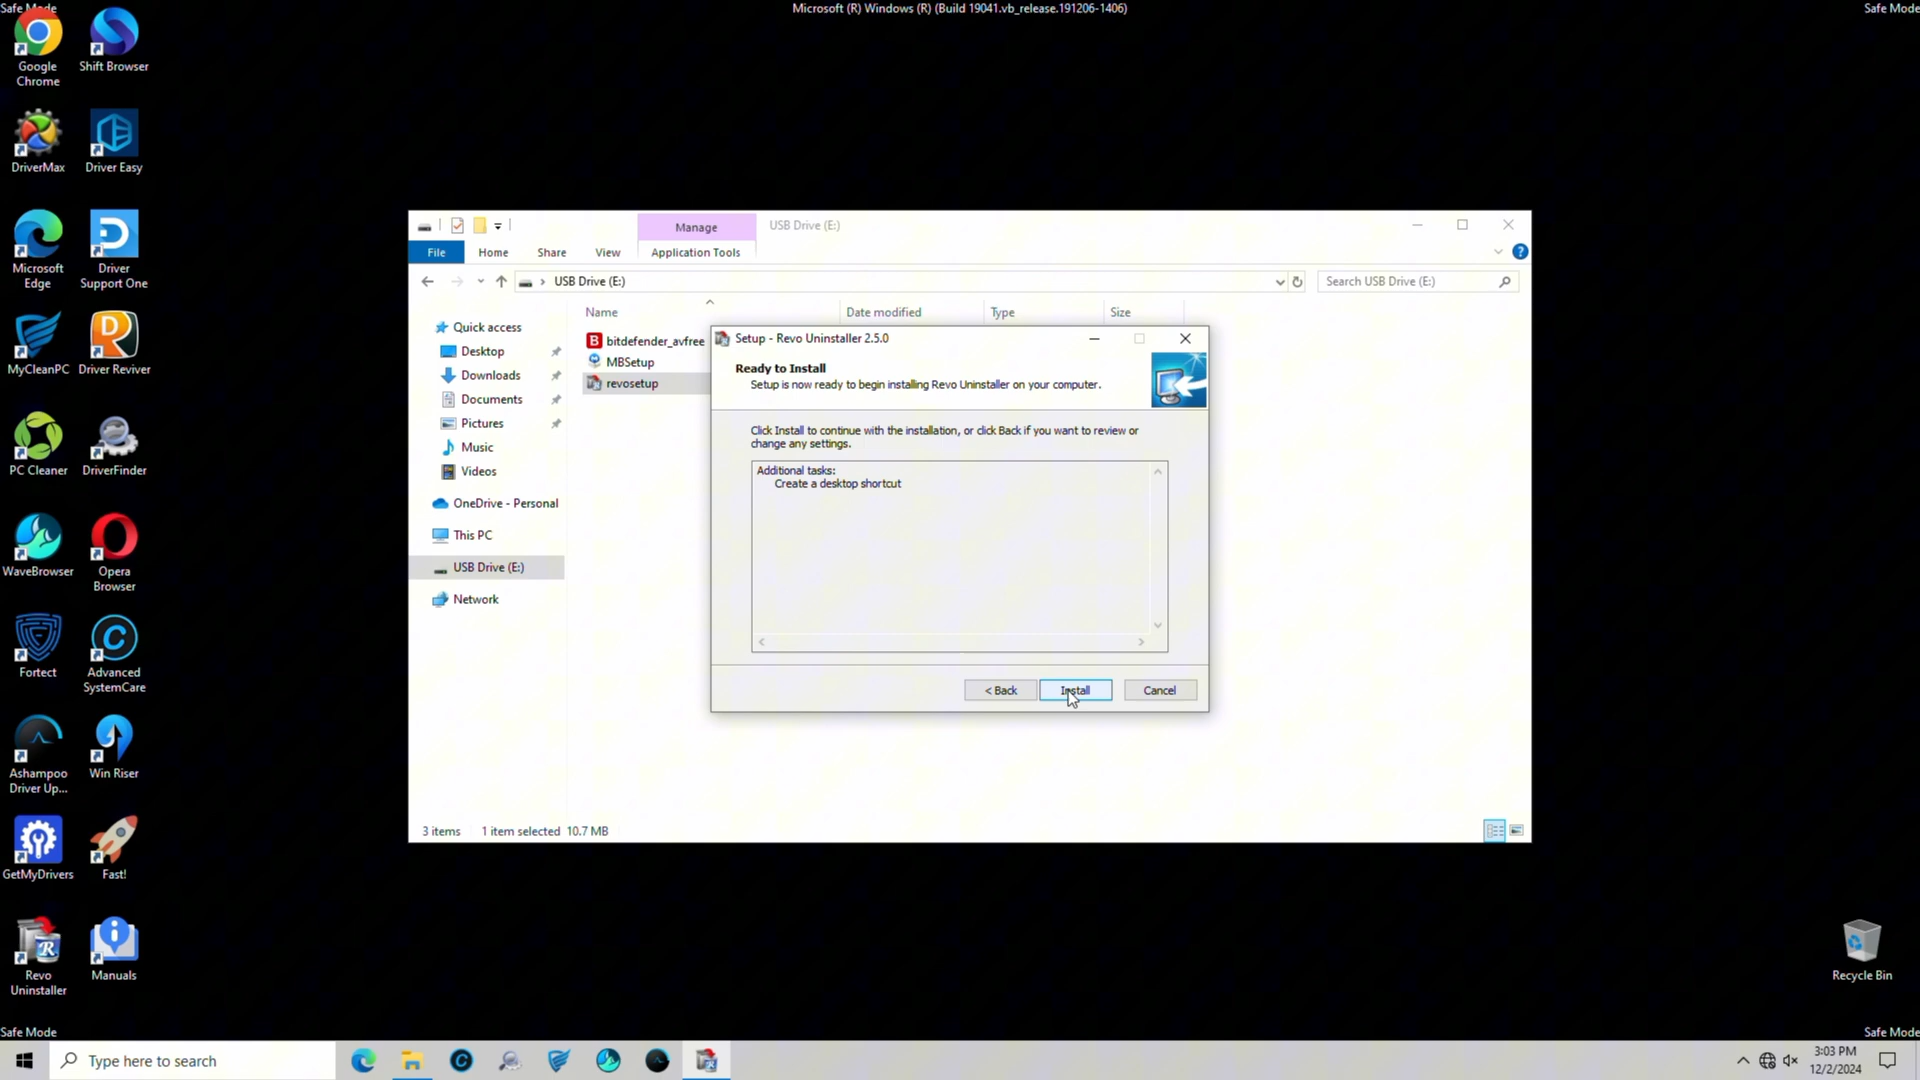 Safe Mode
Microsoft (R) Windows (R) (Build 19041.vb_release.191206-1406)
Safe Mode
Google
Chrome
Shift Browser
DriverMax
Driver Easy
Microsoft
Edge
Driver
Support One
MyCleanPC
Driver Reviver
PC Cleaner
DriverFinder
WaveBrowser
Opera
Browser
Fortect
Advanced
SystemCare
Ashampoo
Driver Up...
Win Riser
GetMyDrivers
Fast!
Revo
Uninstaller
Manuals
Manage
USB Drive (E:)
File
Home
Share
View
Application Tools
USB Drive (E:)
Search USB Drive (E:)
Name
Date modified
Type
Size
Quick access
Desktop
Downloads
Documents
Pictures
Music
Videos
OneDrive - Personal
This PC
USB Drive (E:)
Network
bitdefender_avfree
MBSetup
revosetup
Setup - Revo Uninstaller 2.5.0
Ready to Install
Setup is now ready to begin installing Revo Uninstaller on your computer.
Click Install to continue with the installation, or click Back if you want to review or
change any settings.
Additional tasks:
Create a desktop shortcut
< Back
Install
Cancel
3 items
1 item selected 10.7 MB
Recycle Bin
Safe Mode
Safe Mode
Type here to search
3:03 PM
12/2/2024